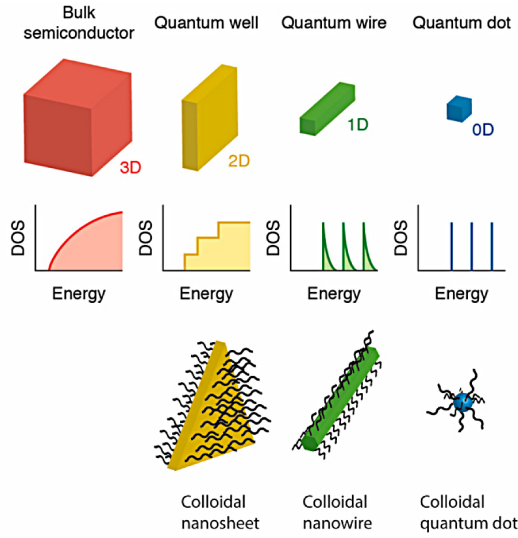 Bulk
semiconductor
Quantum well
Quantum wire
Quantum dot
3D
2D
1D
0D
DOS
DOS
DOS
DOS
Energy
Energy
Energy
Energy
Colloidal
nanosheet
Colloidal
nanowire
Colloidal
quantum dot